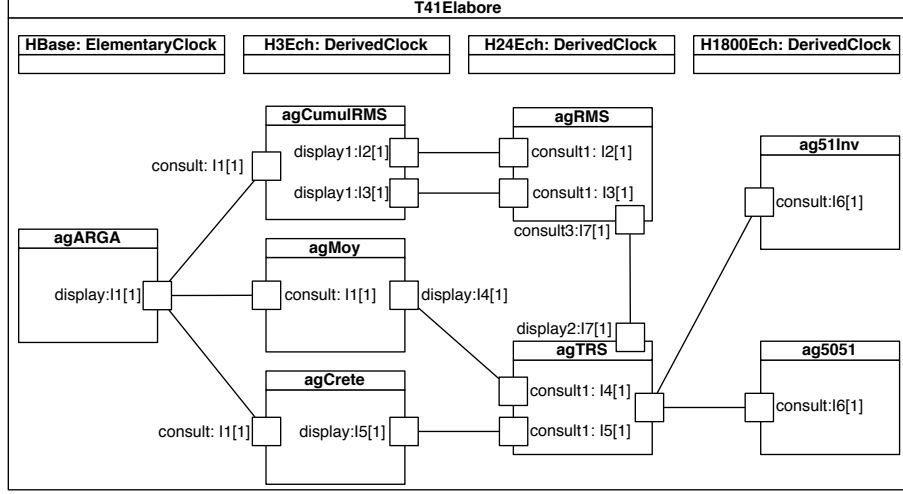 T41Elabore
HBase: ElementaryClock
H3Ech: DerivedClock
H24Ech: DerivedClock
H1800Ech: DerivedClock
agCumulRMS
agRMS
consult: I1[1]
display1:I2[1]
consult1: I2[1]
ag51Inv
display1:I3[1]
consult1: I3[1]
consult:I6[1]
consult3:I7[1]
agARGA
agMoy
display:I1[1]
consult: I1[1]
display:I4[1]
display2:I7[1]
agTRS
ag5051
agCrete
consult1: I4[1]
consult:I6[1]
consult: I1[1]
display:I5[1]
consult1: I5[1]